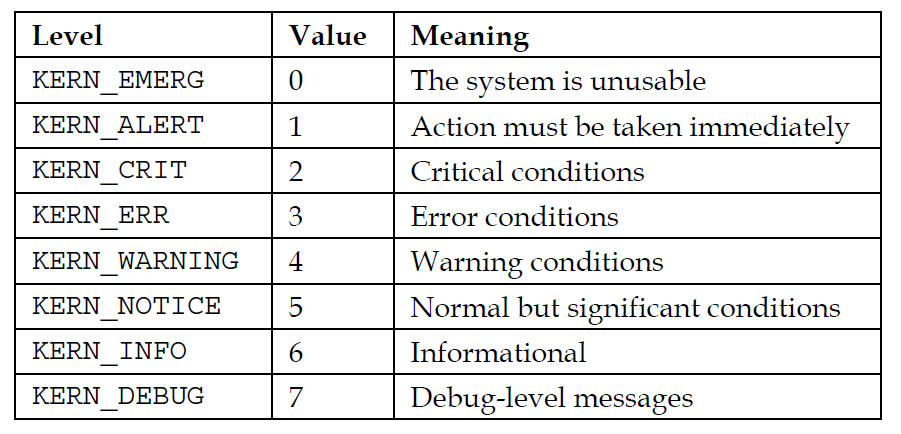 Level Value Meaning
KERN_EMERG 0 The system is unusable
KERN_ALERT 1 Action must be taken immediately
KERN_CRIT 2 Critical conditions
KERN_ERR 3 Error conditions
KERN_WARNING 4 Warning conditions
KERN_NOTICE 5 Normal but significant conditions
KERN_INFO 6 Informational
KERN_DEBUG 7 Debug-level messages